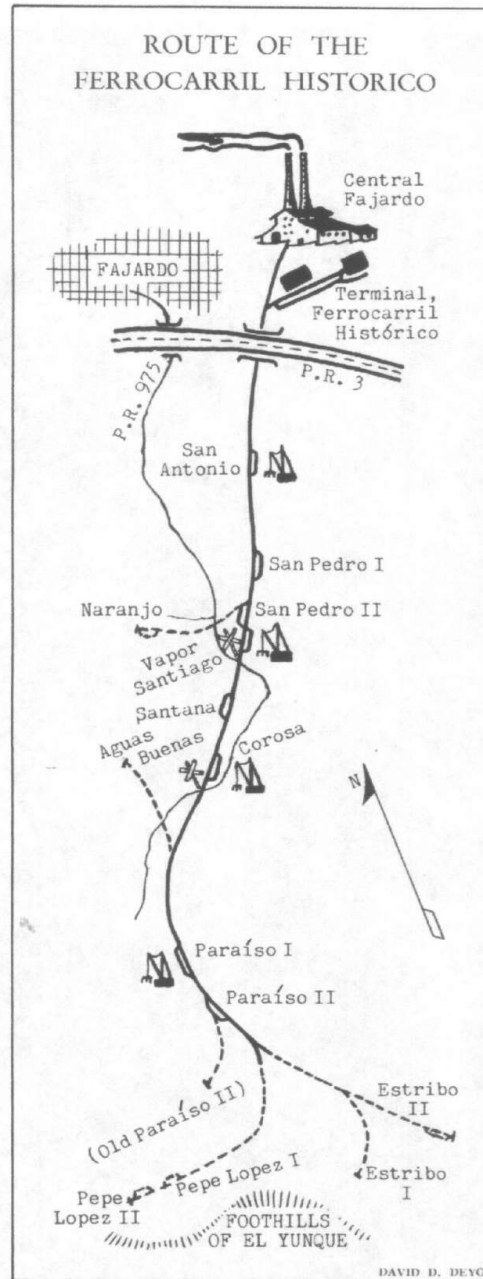 ROUTE OF THE
FERROCARRIL HISTORICO
Central
Fajardo
FAJARDO
Terminal,
Ferrocarril
Histórico
P.R. 3
P.R. 975
San
Antonio
San Pedro I
Naranjo
San Pedro II
Vapor
Santiago
Santana
Aguas
Buenas
Corosa
N
Paraíso I
Paraíso II
(Old Paraíso II)
Estribo
II
Estribo
I
Pepe Lopez I
Pepe
Lopez II
FOOTHILLS
OF EL YUNQUE
DAVID D. DEYO